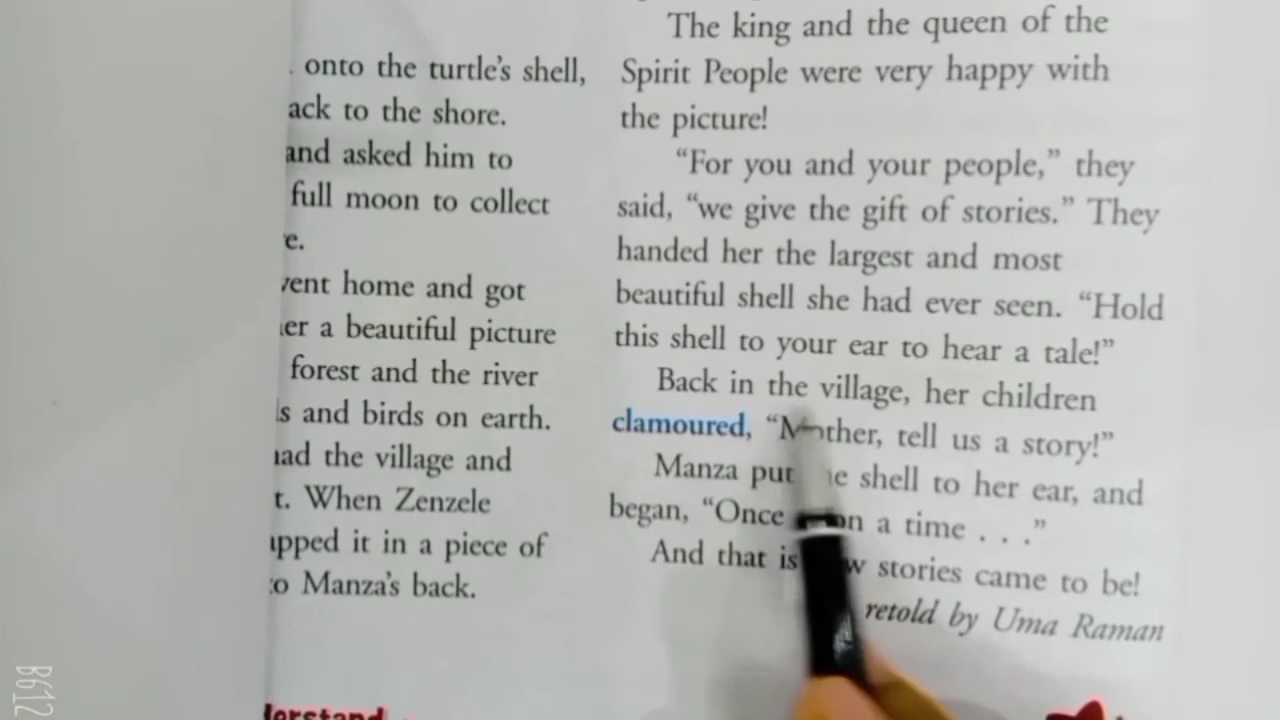 onto the turtle's shell,
to the shore.
and asked him to
full moon to collect
home and got
a beautiful picture
forest and the river
and birds on earth.
the village and
When Zenzele
it in a piece of
Manza's back.
The king and the queen of the
Spirit People were very happy with
the picture!
“For you and your people,” they
said, “we give the gift of stories.” They
handed her the largest and most
beautiful shell she had ever seen. “Hold
this shell to your ear to hear a tale!”
Back in the village, her children
clamoured, “Mother, tell us a story!”
Manza put shell to her ear, and
began, “Once a time . . .”
And that is stories came to be!
retold by Uma Raman
B612